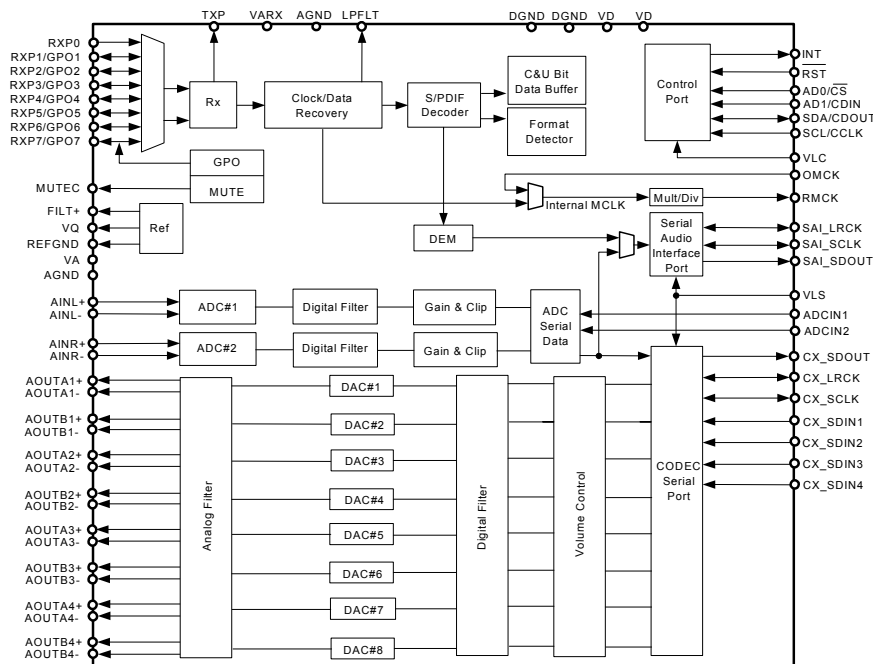 TXP VARX AGND LPFLT DGND DGND VD VD
RXP0
RXP1/GPO1
RXP2/GPO2
RXP3/GPO3
RXP4/GPO4
RXP5/GPO5
RXP6/GPO6
RXP7/GPO7
MUTEC
FILT+
VQ
REFGND
VA
AGND
AINL+
AINL-
AINR+
AINR-
AOUTA1+
AOUTA1-
AOUTB1+
AOUTB1-
AOUTA2+
AOUTA2-
AOUTB2+
AOUTB2-
AOUTA3+
AOUTA3-
AOUTB3+
AOUTB3-
AOUTA4+
AOUTA4-
AOUTB4+
AOUTB4-
Rx
Clock/Data
Recovery
S/PDIF
Decoder
C&U Bit
Data Buffer
Format
Detector
GPO
MUTE
Ref
DEM
Internal MCLK
Mult/Div
Control
Port
Serial
Audio
Interface
Port
ADC#1
Digital Filter
Gain & Clip
ADC#2
Digital Filter
Gain & Clip
ADC
Serial
Data
Analog Filter
DAC#1
DAC#2
DAC#3
DAC#4
DAC#5
DAC#6
DAC#7
DAC#8
Digital Filter
Volume Control
CODEC
Serial
Port
INT
RST
AD0/CS
AD1/CDIN
SDA/CDOUT
SCL/CCLK
VLC
OMCK
RMCK
SAI_LRCK
SAI_SCLK
SAI_SDOUT
VLS
ADCIN1
ADCIN2
CX_SDOUT
CX_LRCK
CX_SCLK
CX_SDIN1
CX_SDIN2
CX_SDIN3
CX_SDIN4